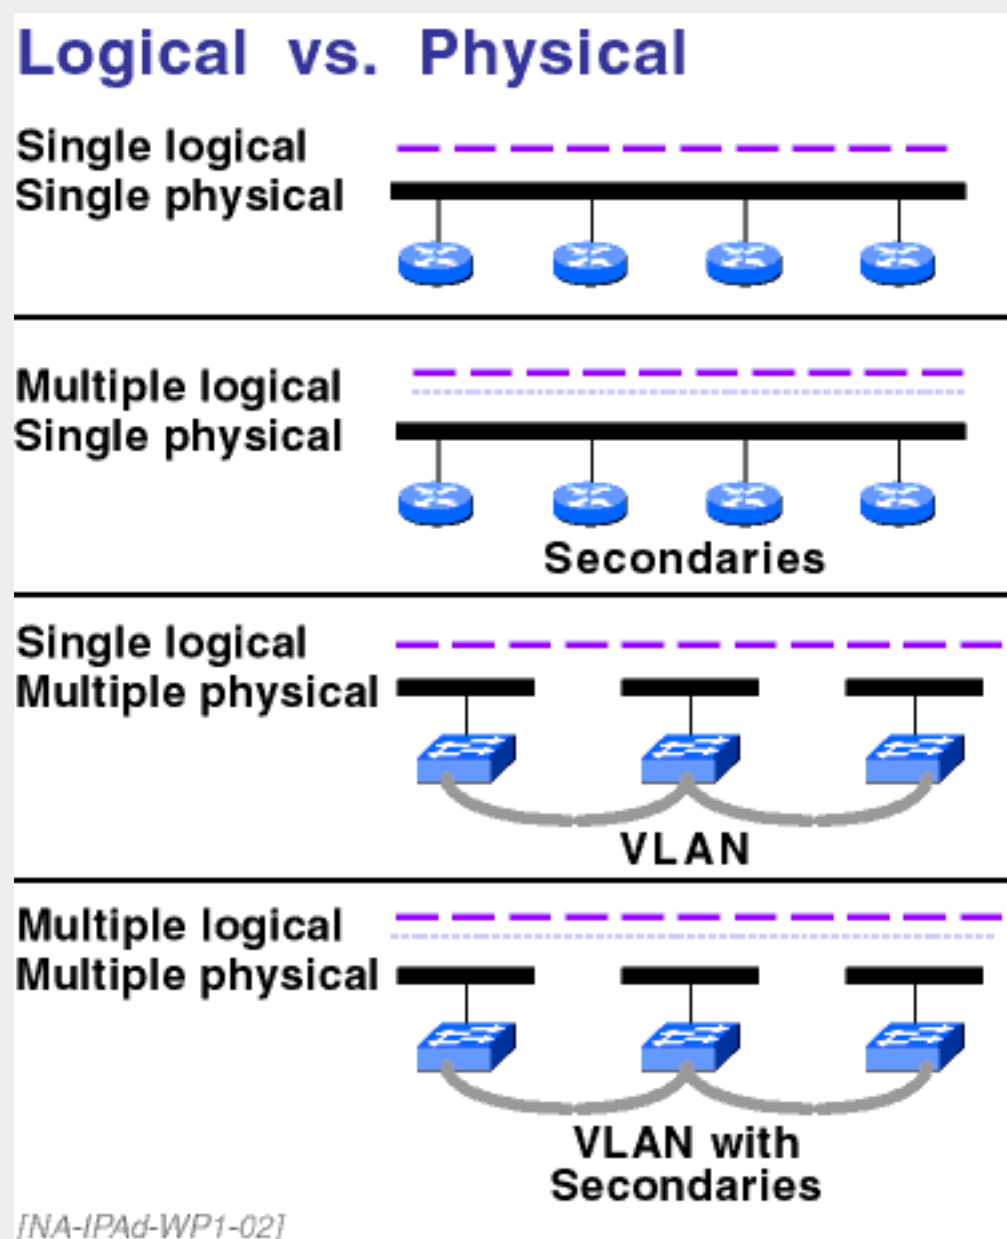 Logical vs. Physical
Single logical
Single physical
Multiple logical
Single physical
Secondaries
Single logical
Multiple physical
VLAN
Multiple logical
Multiple physical
VLAN with
Secondaries
[NA-IPAd-WP1-02]